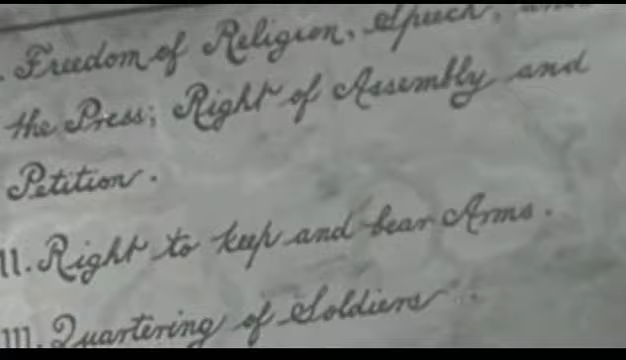 . Freedom of Religion, Speech, and
the Press; Right of Assembly and
Petition.
II. Right to keep and bear Arms.
III. Quartering of Soldiers